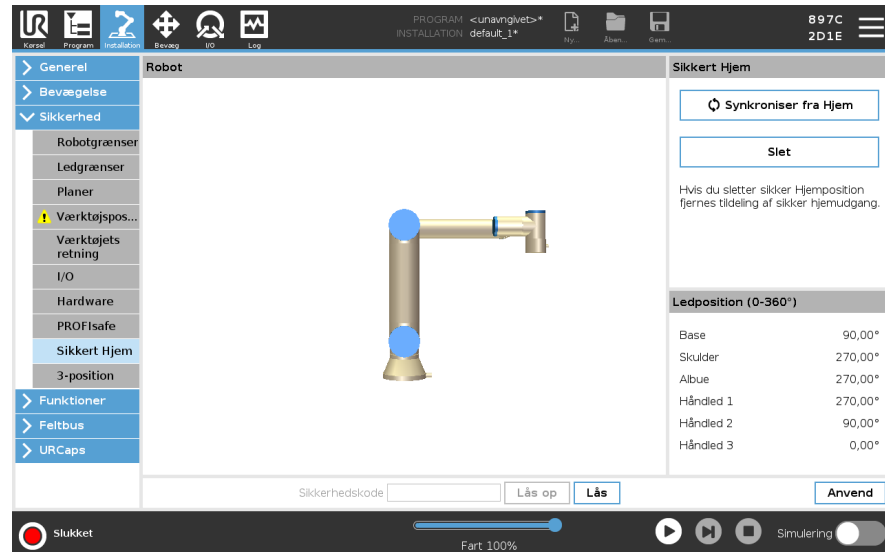 UR
Kørsel
Program
Installation
Bevæg
I/O
Log
PROGRAM <unavngivet>*
INSTALLATION default_1*
Ny...
Åben...
Gem...
897C
2D1E
Generel
Bevægelse
Sikkerhed
Robotgrænser
Ledgrænser
Planer
Værktøjspos...
Værktøjets
retning
I/O
Hardware
PROFIsafe
Sikkert Hjem
3-position
Funktioner
Feltbus
URCaps
Robot
Sikkerhedskode
Lås op
Lås
Sikkert Hjem
Synkroniser fra Hjem
Slet
Hvis du sletter sikker Hjemposition
fjernes tildeling af sikker hjemudgang.
Ledposition (0-360°)
Base 90,00°
Skulder 270,00°
Albue 270,00°
Håndled 1 270,00°
Håndled 2 90,00°
Håndled 3 0,00°
Anvend
Slukket
Fart 100%
Simulering